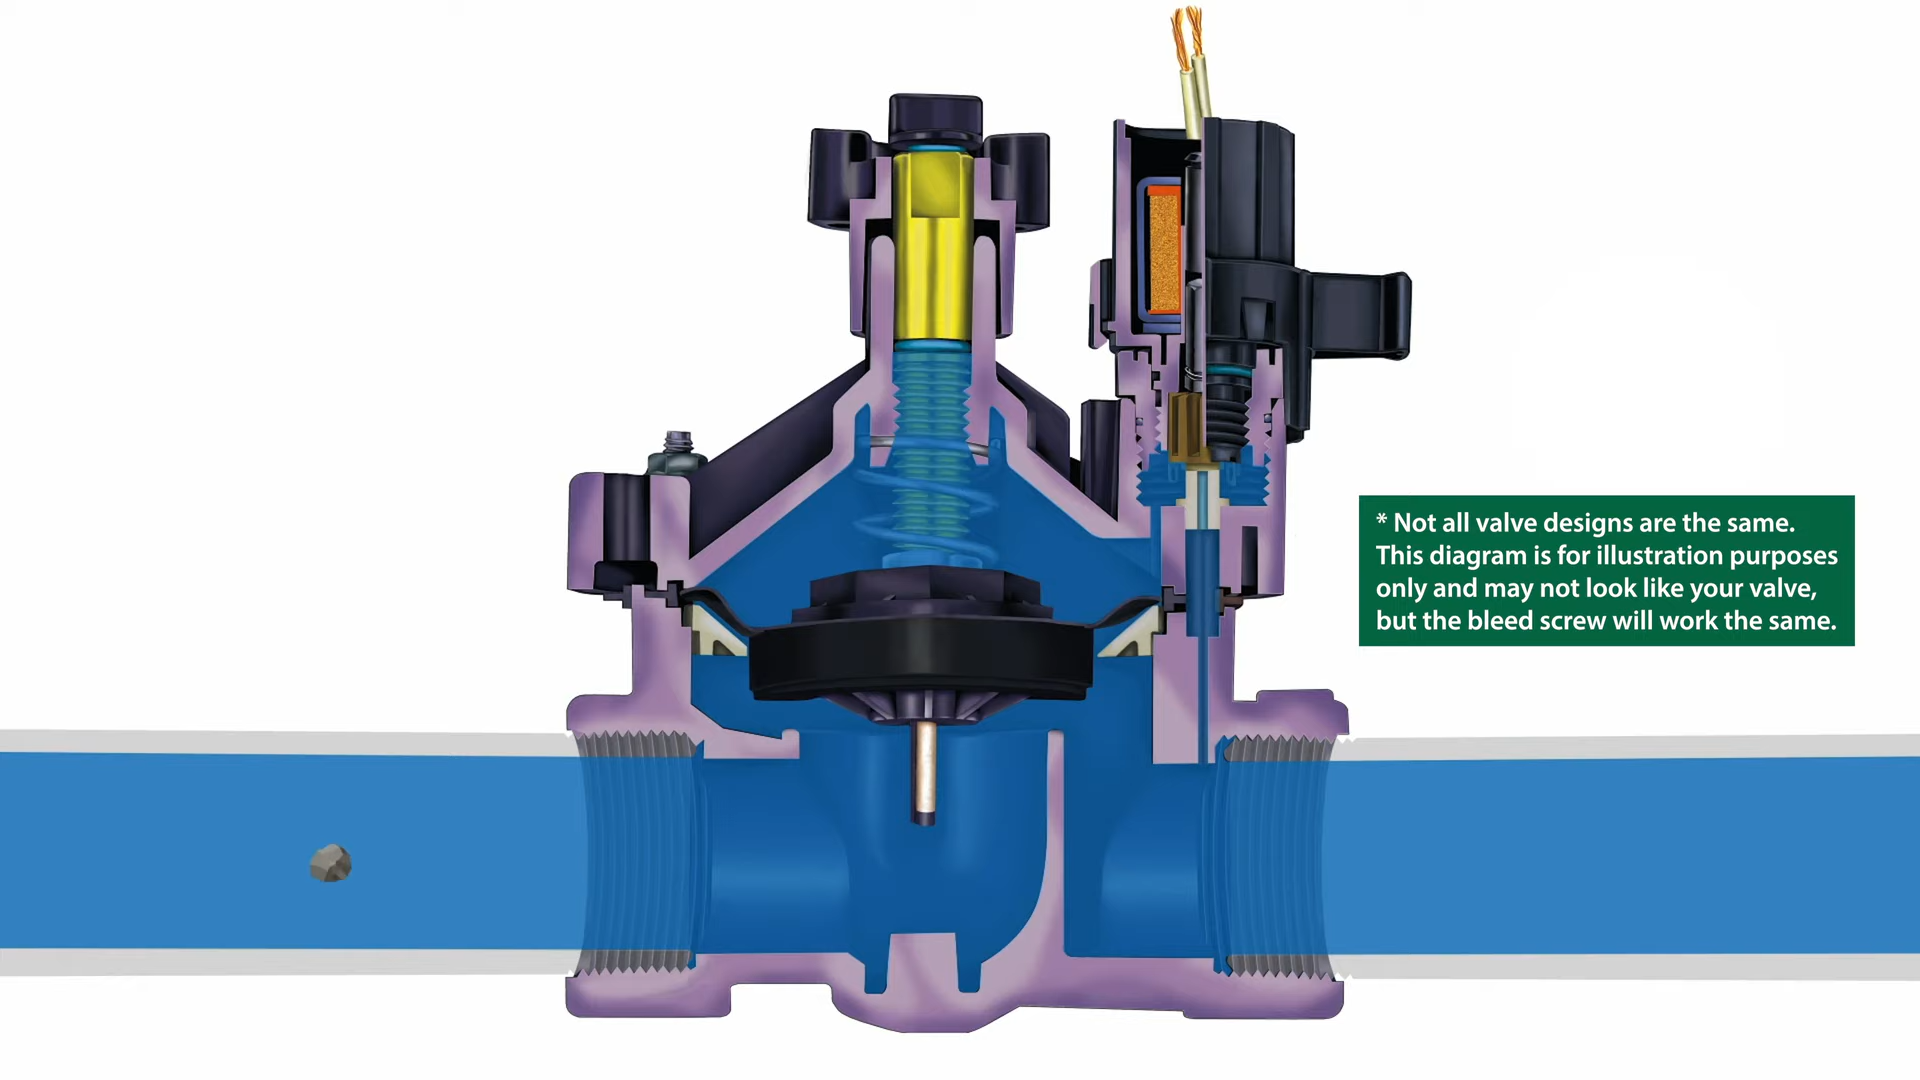 * Not all valve designs are the same.
This diagram is for illustration purposes
only and may not look like your valve,
but the bleed screw will work the same.